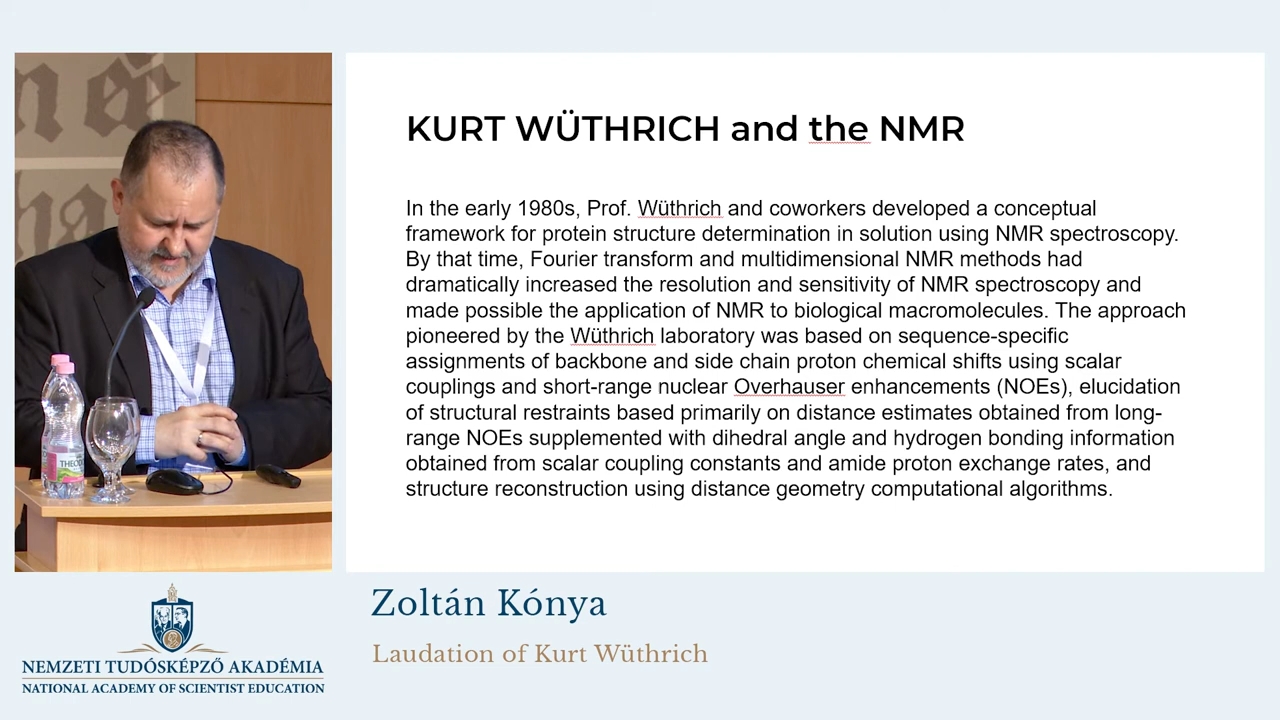 KURT WÜTHRICH and the NMR
In the early 1980s, Prof. Wüthrich and coworkers developed a conceptual
framework for protein structure determination in solution using NMR spectroscopy.
By that time, Fourier transform and multidimensional NMR methods had
dramatically increased the resolution and sensitivity of NMR spectroscopy and
made possible the application of NMR to biological macromolecules. The approach
pioneered by the Wüthrich laboratory was based on sequence-specific
assignments of backbone and side chain proton chemical shifts using scalar
couplings and short-range nuclear Overhauser enhancements (NOEs), elucidation
of structural restraints based primarily on distance estimates obtained from long-
range NOEs supplemented with dihedral angle and hydrogen bonding information
obtained from scalar coupling constants and amide proton exchange rates, and
structure reconstruction using distance geometry computational algorithms.
Zoltán Kónya
Laudation of Kurt Wüthrich
NEMZETI TUDÓSKÉPZŐ AKADÉMIA
NATIONAL ACADEMY OF SCIENTIST EDUCATION